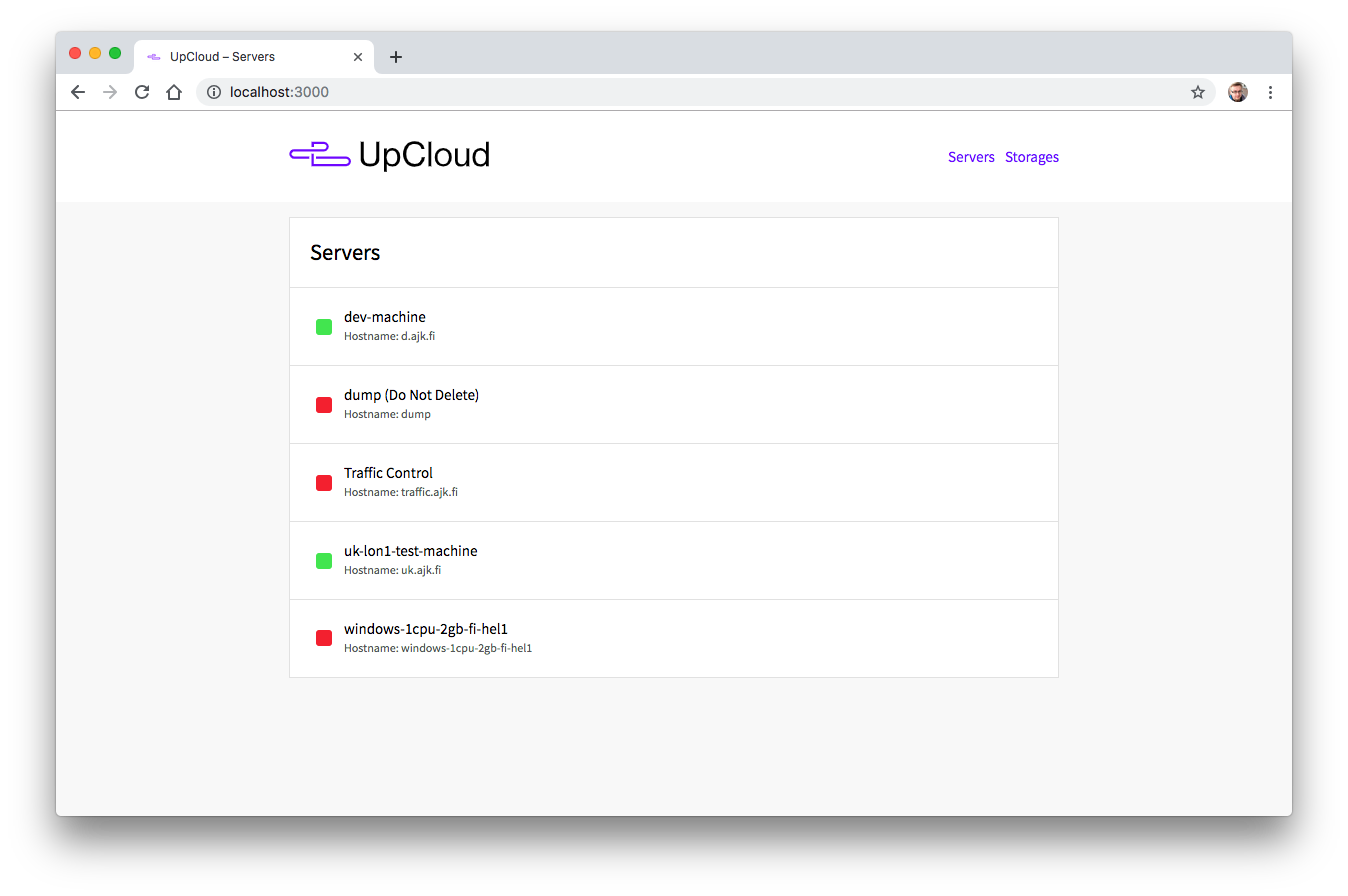 UpCloud – Servers
localhost:3000
UpCloud
Servers Storages
Servers
dev-machine
Hostname: d.ajk.fi
dump (Do Not Delete)
Hostname: dump
Traffic Control
Hostname: traffic.ajk.fi
uk-lon1-test-machine
Hostname: uk.ajk.fi
windows-1cpu-2gb-fi-hel1
Hostname: windows-1cpu-2gb-fi-hel1